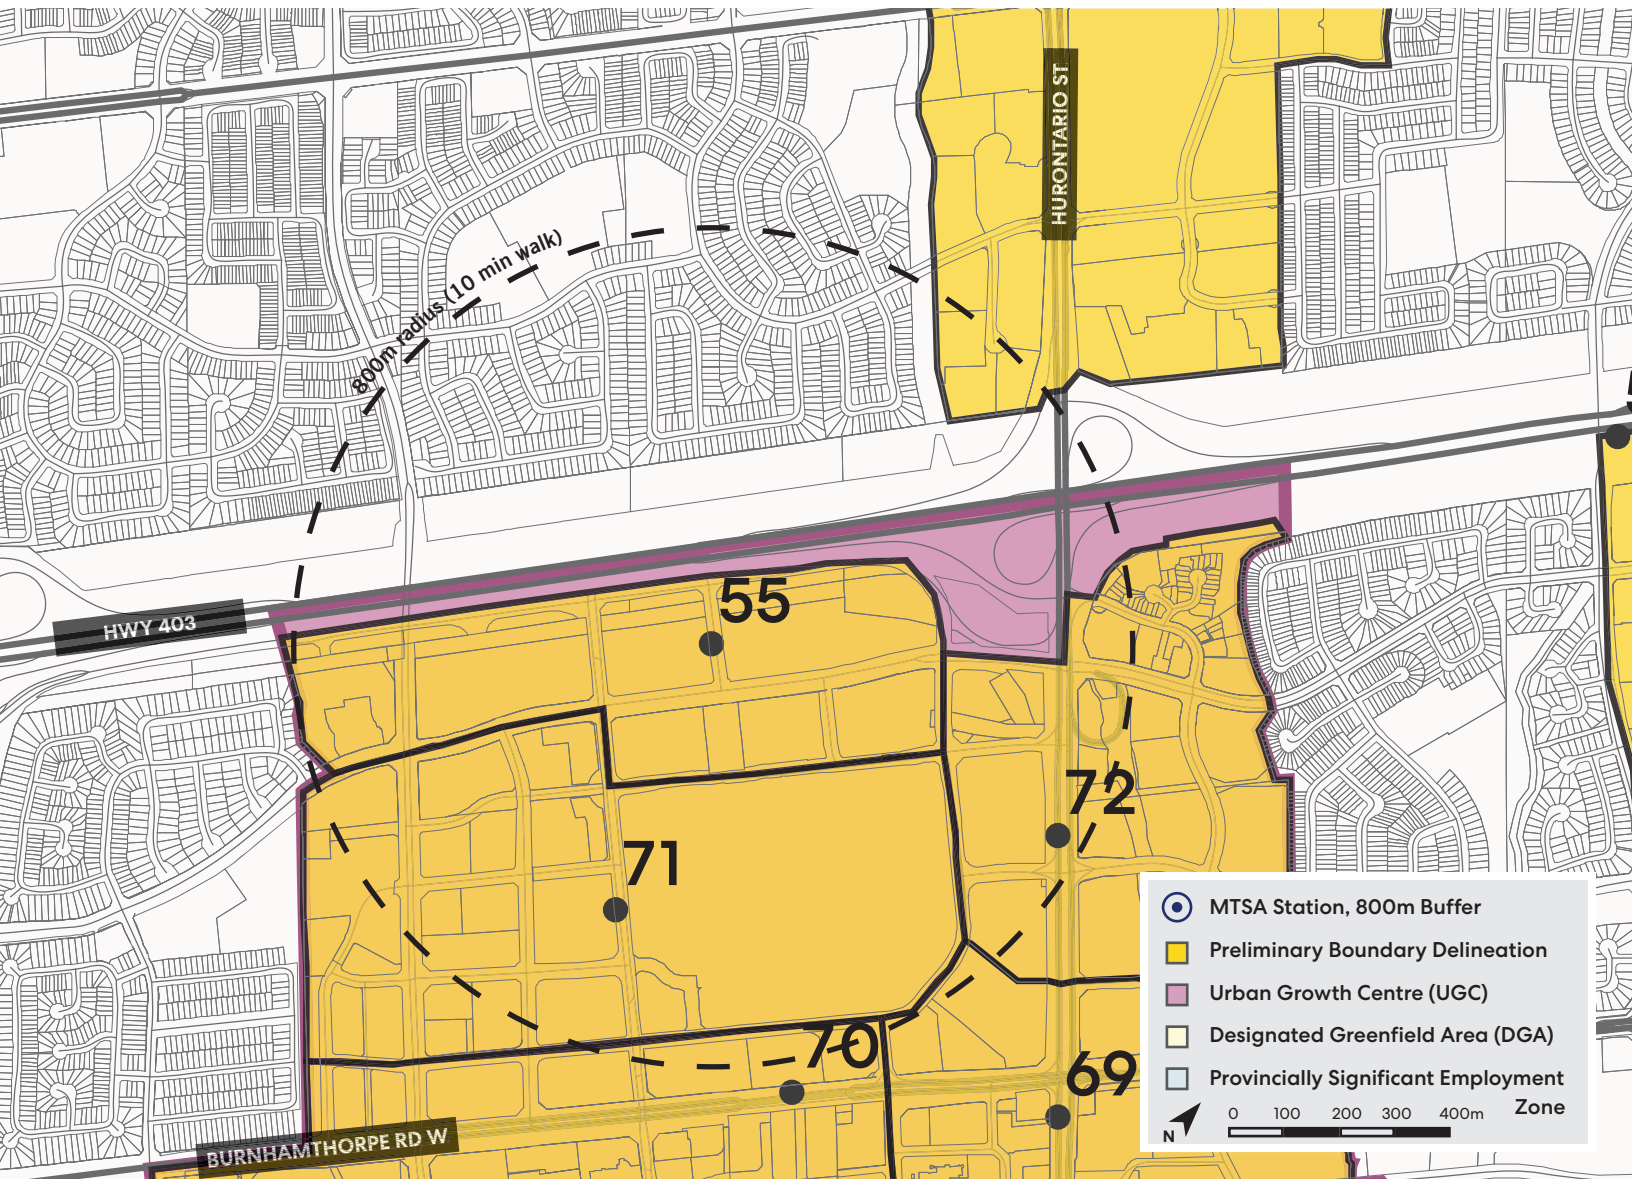 HURONTARIO ST
800m radius (10 min walk)
55
HWY 403
72
71
70
69
BURNHAMTHORPE RD W
MTSA Station, 800m Buffer
Preliminary Boundary Delineation
Urban Growth Centre (UGC)
Designated Greenfield Area (DGA)
Provincially Significant Employment
Zone
0 100 200 300 400m
N